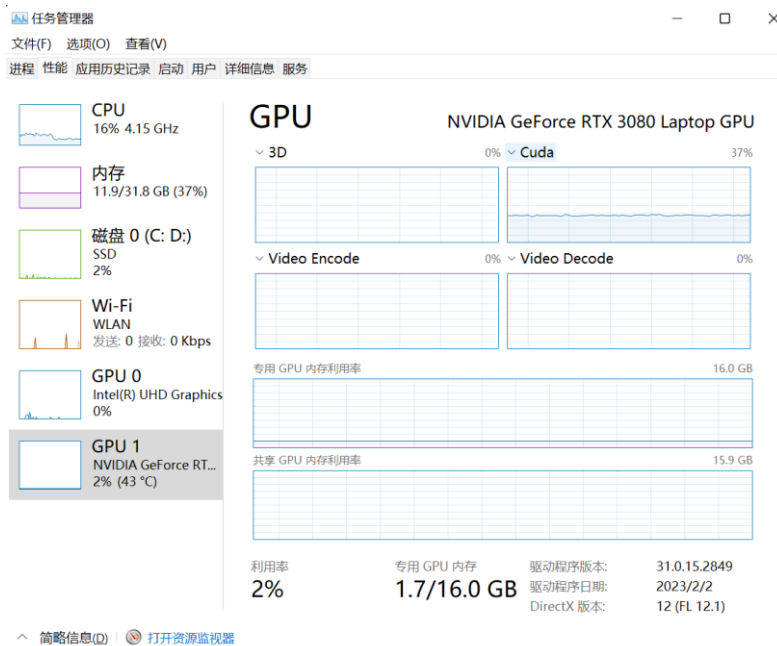 任务管理器
文件(F) 选项(O) 查看(V)
进程 性能 应用历史记录 启动 用户 详细信息 服务
CPU
16% 4.15 GHz
内存
11.9/31.8 GB (37%)
磁盘 0 (C: D:)
SSD
2%
Wi-Fi
WLAN
发送: 0 接收: 0 Kbps
GPU 0
Intel(R) UHD Graphics
0%
GPU 1
NVIDIA GeForce RT...
2% (43 °C)
GPU NVIDIA GeForce RTX 3080 Laptop GPU
3D 0% Cuda 37%
Video Encode 0% Video Decode 0%
专用 GPU 内存利用率 16.0 GB
共享 GPU 内存利用率 15.9 GB
利用率 专用 GPU 内存 驱动程序版本: 31.0.15.2849
2% 1.7/16.0 GB 驱动程序日期: 2023/2/2
DirectX 版本: 12 (FL 12.1)
简略信息(D) 打开资源监视器